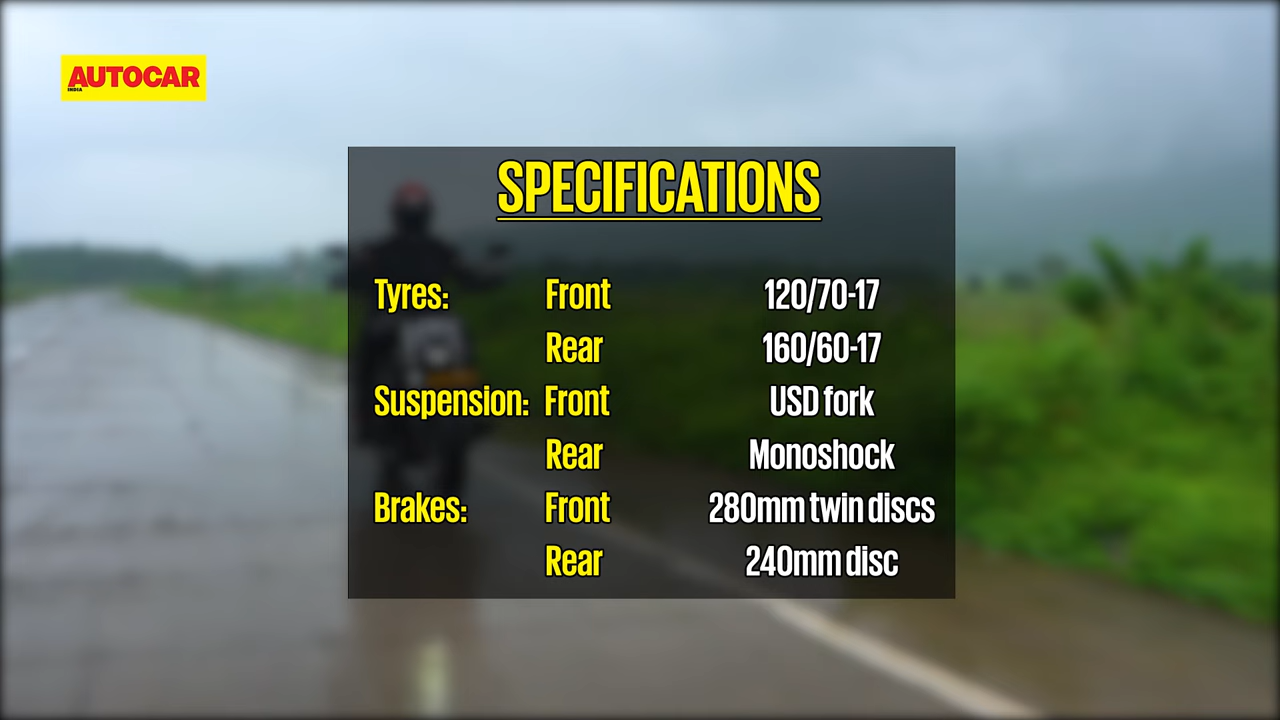 AUTOCAR
INDIA
SPECIFICATIONS
Tyres: Front 120/70-17
Rear 160/60-17
Suspension: Front USD fork
Rear Monoshock
Brakes: Front 280mm twin discs
Rear 240mm disc